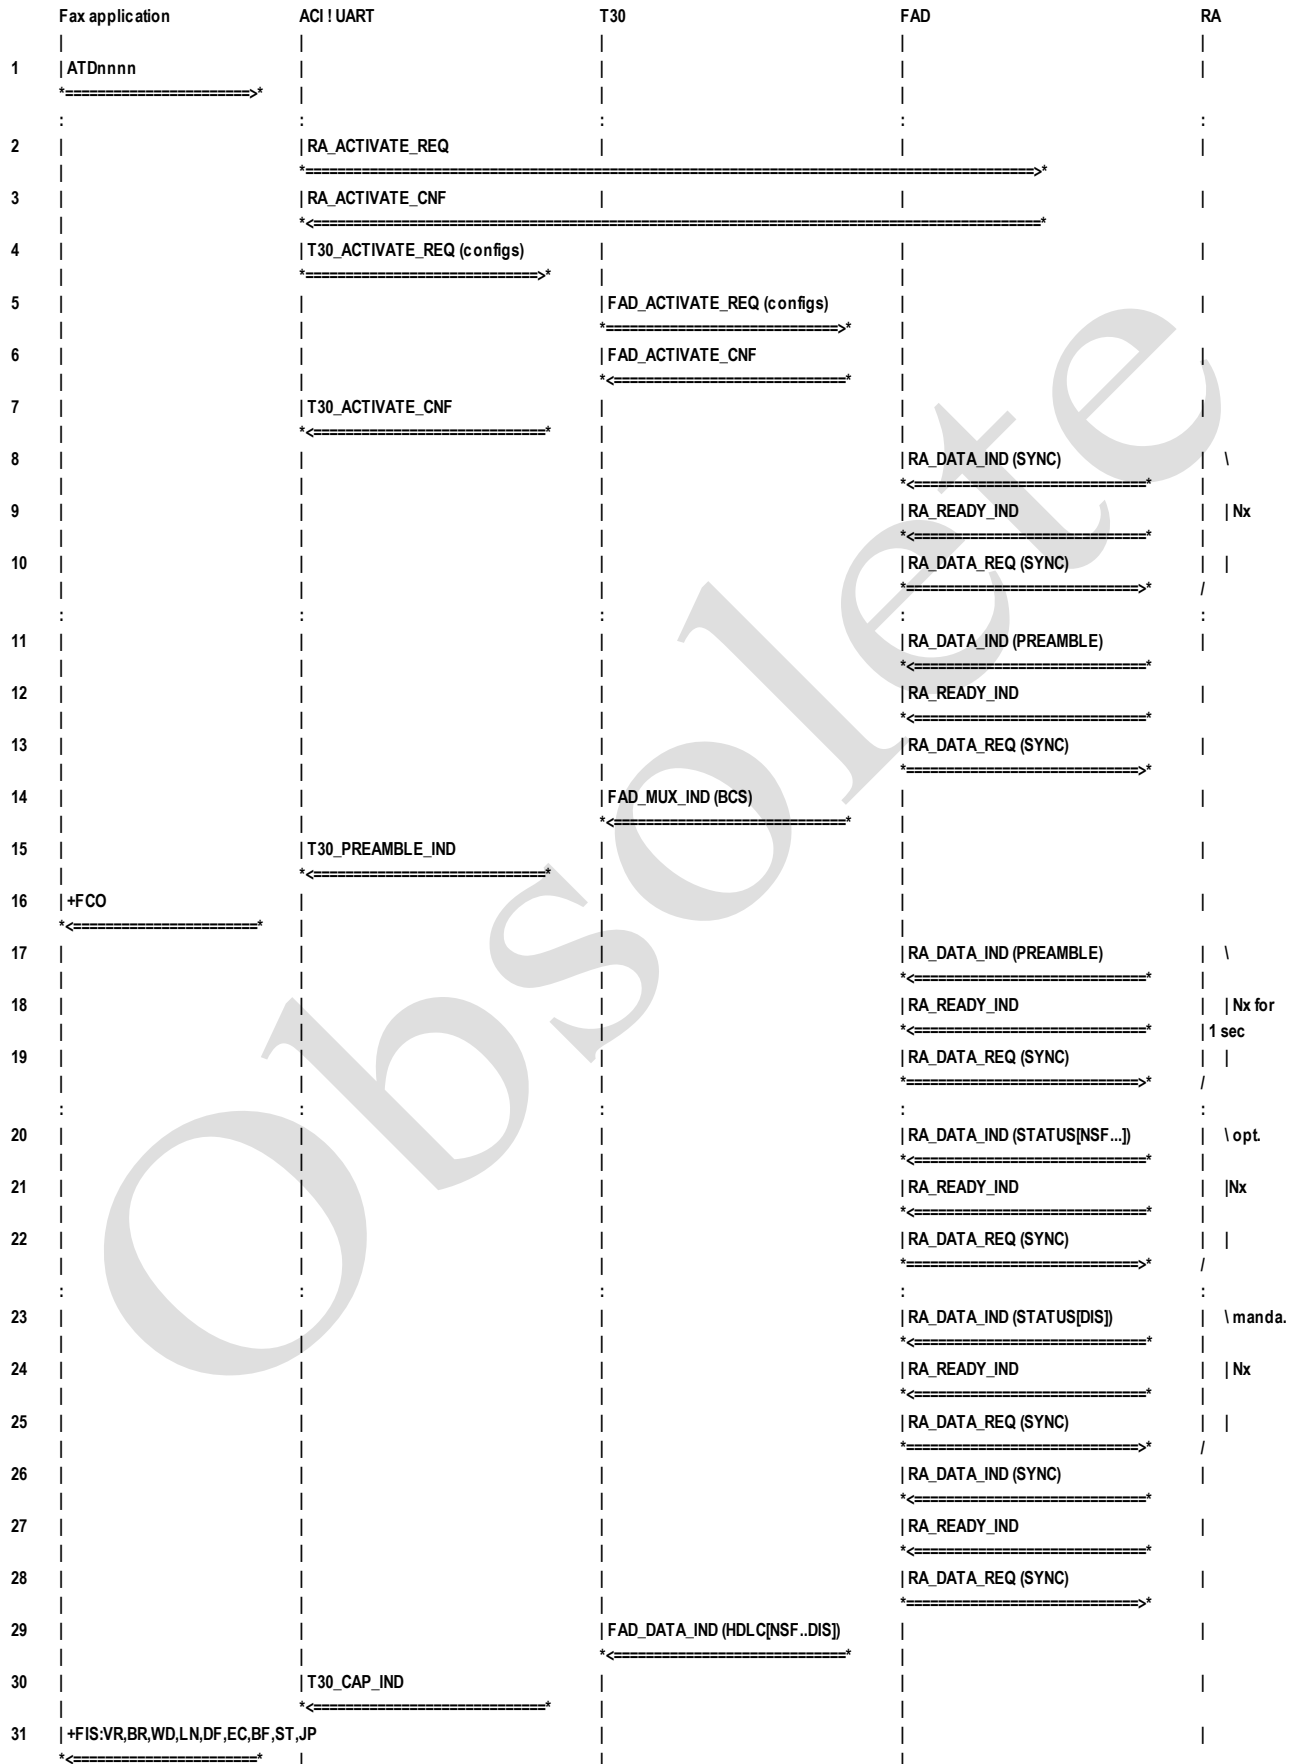 Fax application ACI ! UART T30 FAD RA
| | | | |
1 | ATDnnnn | | | |
*=======================>* | | |
: : : : :
2 | | RA_ACTIVATE_REQ | | |
| *===========================================================================================>*
3 | | RA_ACTIVATE_CNF | | |
| *<===========================================================================================*
4 | | T30_ACTIVATE_REQ (configs) | | |
| *=============================>* | |
5 | | | FAD_ACTIVATE_REQ (configs) | |
| | *=============================>* |
6 | | | FAD_ACTIVATE_CNF | |
| | *<=============================* |
7 | | T30_ACTIVATE_CNF | | |
| *<=============================* | |
8 | | | | RA_DATA_IND (SYNC) | \
| | | *<=============================* |
9 | | | | RA_READY_IND | | Nx
| | | *<=============================* |
10 | | | | RA_DATA_REQ (SYNC) | |
| | | *=============================>* /
: : : : :
11 | | | | RA_DATA_IND (PREAMBLE) |
| | | *<=============================*
12 | | | | RA_READY_IND |
| | | *<=============================*
13 | | | | RA_DATA_REQ (SYNC) |
| | | *=============================>*
14 | | | FAD_MUX_IND (BCS) | |
| | *<=============================* |
15 | | T30_PREAMBLE_IND | | |
| *<=============================* | |
16 | +FCO | | | |
*<=======================* | | |
17 | | | | RA_DATA_IND (PREAMBLE) | \
| | | *<=============================* |
18 | | | | RA_READY_IND | | Nx for
| | | *<=============================* | 1 sec
19 | | | | RA_DATA_REQ (SYNC) | |
| | | *=============================>* /
: : : : :
20 | | | | RA_DATA_IND (STATUS[NSF...]) | \ opt.
| | | *<=============================* |
21 | | | | RA_READY_IND | |Nx
| | | *<=============================* |
22 | | | | RA_DATA_REQ (SYNC) | |
| | | *=============================>* /
: : : : :
23 | | | | RA_DATA_IND (STATUS[DIS]) | \ manda.
| | | *<=============================* |
24 | | | | RA_READY_IND | | Nx
| | | *<=============================* |
25 | | | | RA_DATA_REQ (SYNC) | |
| | | *=============================>* /
26 | | | | RA_DATA_IND (SYNC) |
| | | *<=============================*
27 | | | | RA_READY_IND |
| | | *<=============================*
28 | | | | RA_DATA_REQ (SYNC) |
| | | *=============================>*
29 | | | FAD_DATA_IND (HDLC[NSF..DIS]) | |
| | *<=============================* |
30 | | T30_CAP_IND | | |
| *<=============================* | |
31 | +FIS:VR,BR,WD,LN,DF,EC,BF,ST,JP | | |
*<=======================* | | |
Obsolete